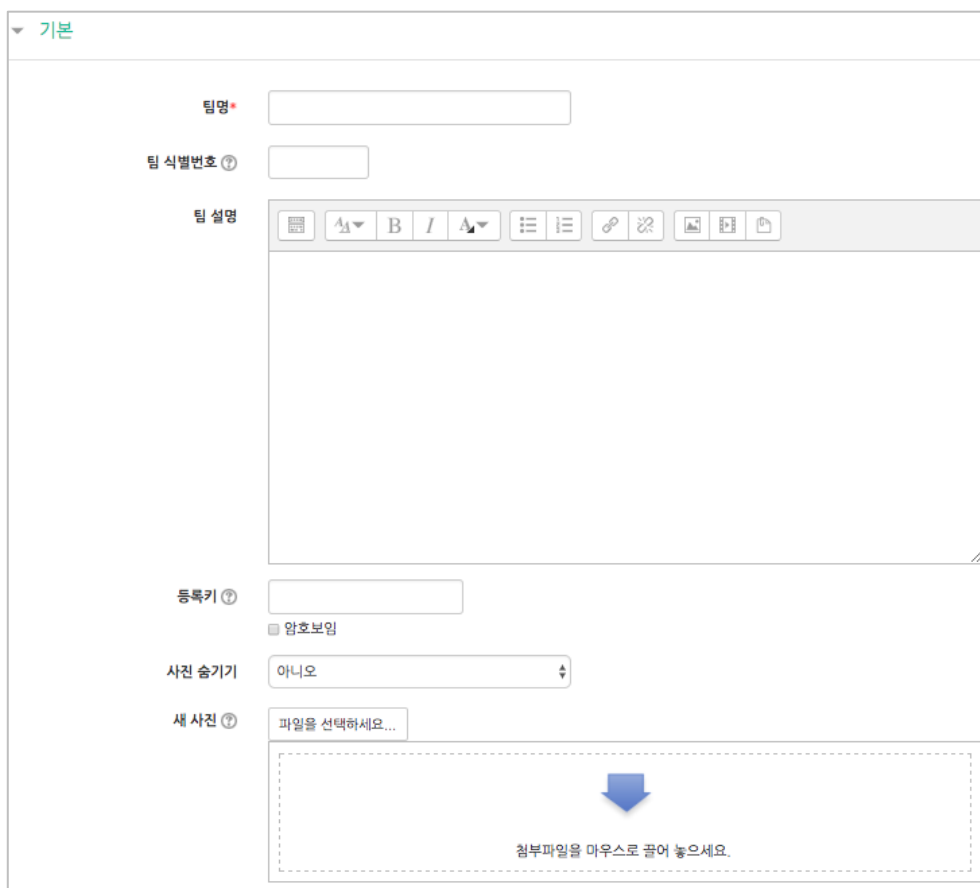 기본
팀명*
팀 식별번호
팀 설명
등록키
암호보임
사진 숨기기
아니오
새 사진
파일을 선택하세요...
첨부파일을 마우스로 끌어 놓으세요.